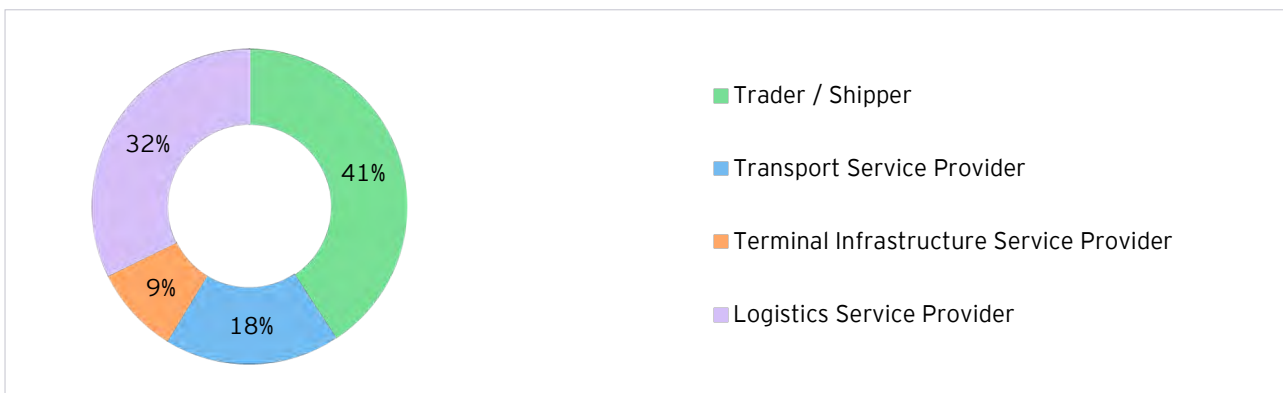 32%
41%
9%
18%
Trader / Shipper
Transport Service Provider
Terminal Infrastructure Service Provider
Logistics Service Provider